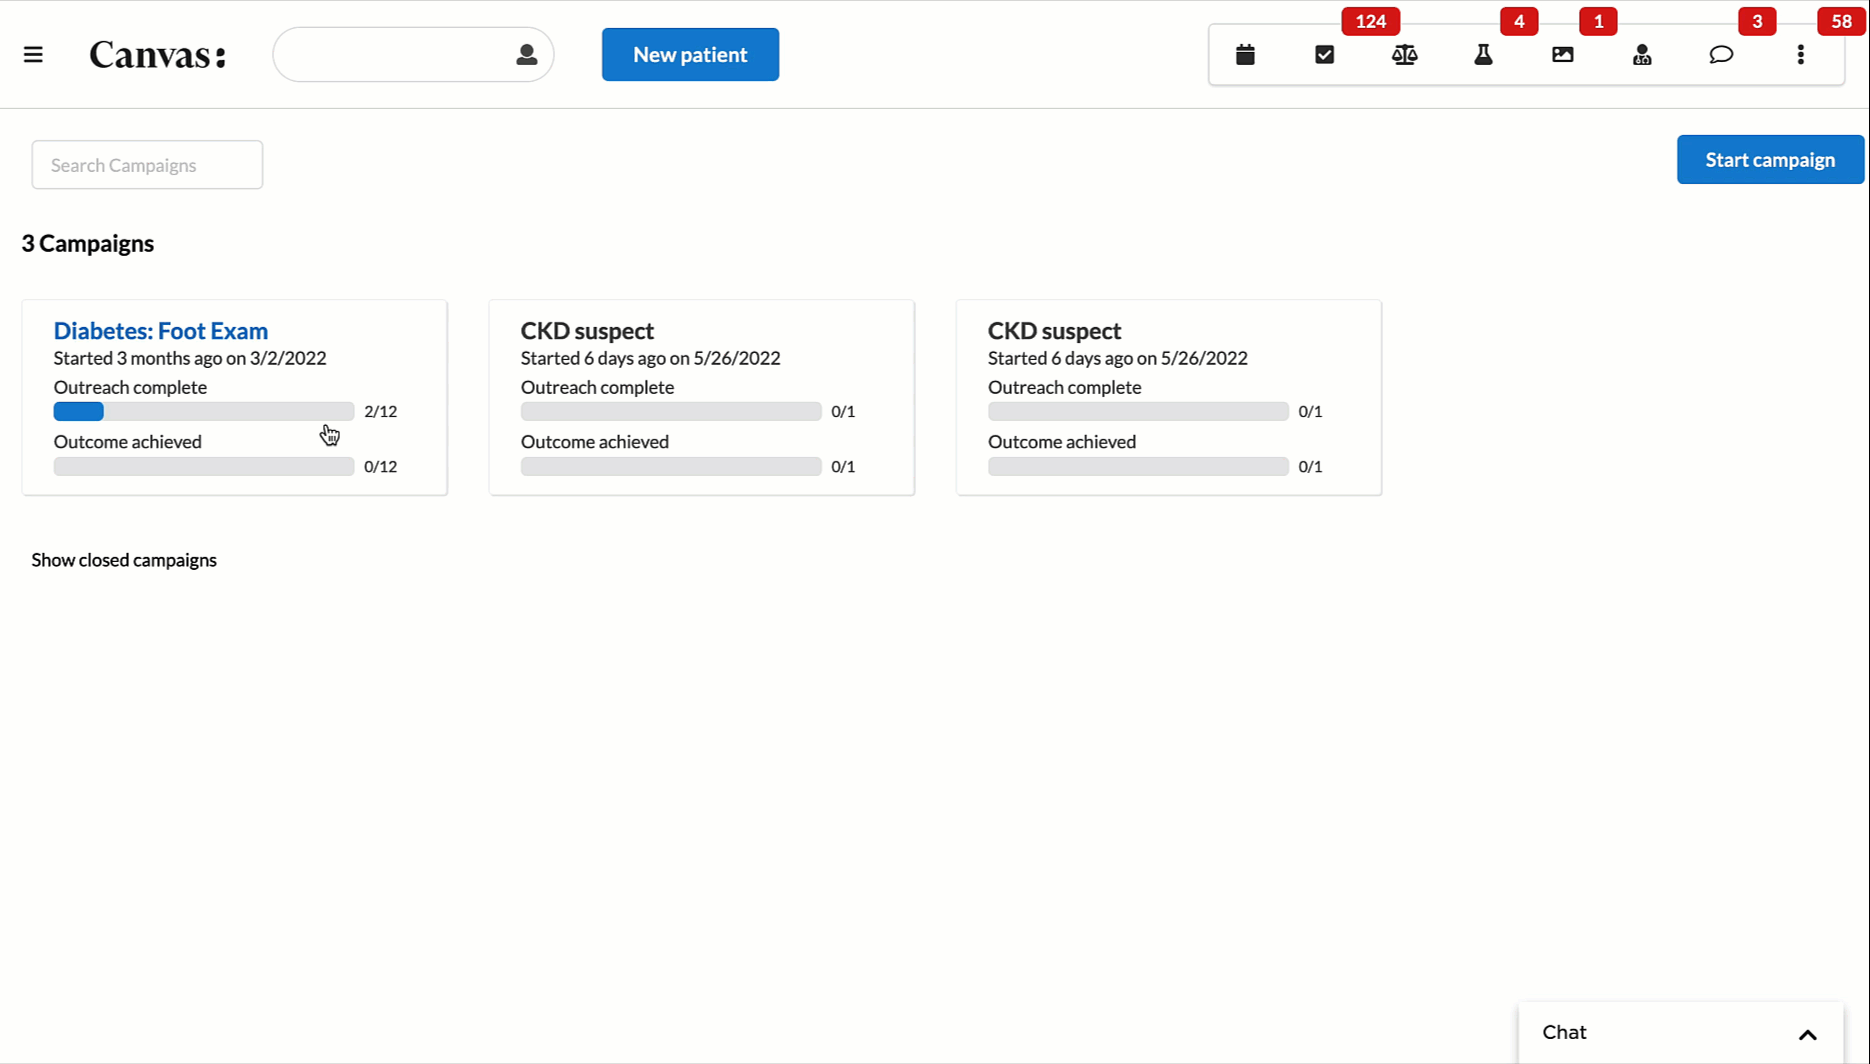 124
4
1
3
58
Canvas:
New patient
Search Campaigns
Start campaign
3 Campaigns
Diabetes: Foot Exam
Started 3 months ago on 3/2/2022
Outreach complete
2/12
Outcome achieved
0/12
CKD suspect
Started 6 days ago on 5/26/2022
Outreach complete
0/1
Outcome achieved
0/1
CKD suspect
Started 6 days ago on 5/26/2022
Outreach complete
0/1
Outcome achieved
0/1
Show closed campaigns
Chat